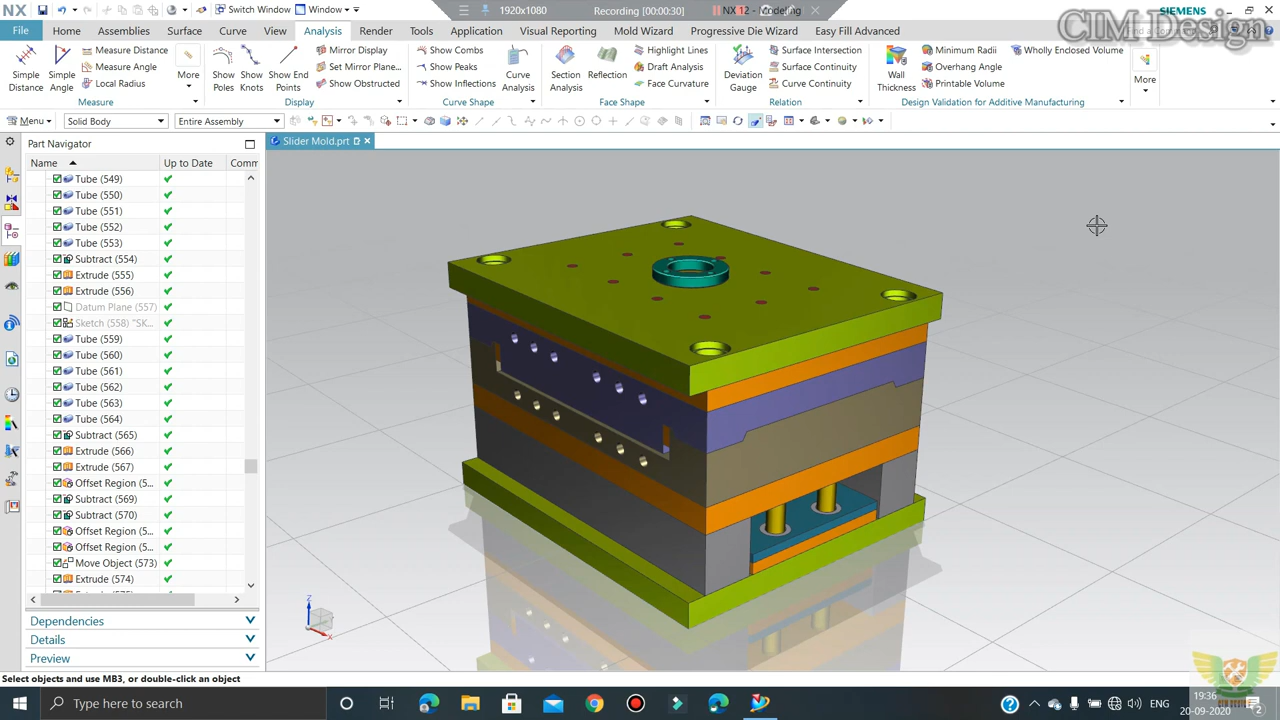 NX
Switch Window
Window
1920x1080
Recording [00:00:30]
NX 12 - Modeling
SIEMENS
CIM Design
File
Home
Assemblies
Surface
Curve
View
Analysis
Render
Tools
Application
Visual Reporting
Mold Wizard
Progressive Die Wizard
Easy Fill Advanced
Simple Distance
Simple Angle
Measure Distance
Measure Angle
Local Radius
More
Measure
Show Poles
Show Knots
Show End Points
Mirror Display
Set Mirror Plane...
Show Obstructed
Display
Show Combs
Show Peaks
Show Inflections
Curve Analysis
Curve Shape
Section Analysis
Reflection
Highlight Lines
Draft Analysis
Face Curvature
Face Shape
Deviation Gauge
Surface Intersection
Surface Continuity
Curve Continuity
Relation
Wall Thickness
Minimum Radii
Overhang Angle
Printable Volume
Wholly Enclosed Volume
Design Validation for Additive Manufacturing
More
Menu
Solid Body
Entire Assembly
Part Navigator
Slider Mold.prt
Name
Up to Date
Comm
Tube (549)
Tube (550)
Tube (551)
Tube (552)
Tube (553)
Subtract (554)
Extrude (555)
Extrude (556)
Datum Plane (557)
Sketch (558) "SK...
Tube (559)
Tube (560)
Tube (561)
Tube (562)
Tube (563)
Tube (564)
Subtract (565)
Extrude (566)
Extrude (567)
Offset Region (5...
Subtract (569)
Subtract (570)
Offset Region (5...
Offset Region (5...
Move Object (573)
Extrude (574)
Dependencies
Details
Preview
Z
X
Select objects and use MB3, or double-click an object
Type here to search
ENG
19:36
20-09-2020
2